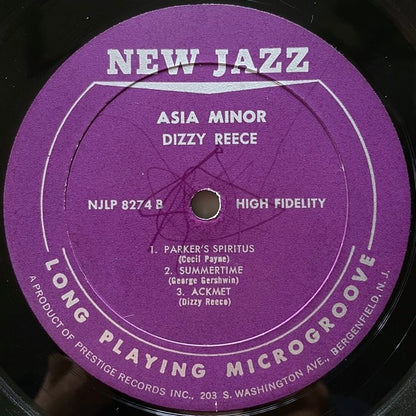 NEW JAZZ
ASIA MINOR
DIZZY REECE
NJLP 8274 B
HIGH FIDELITY
1. PARKER'S SPIRITUS
(Cecil Payne)
2. SUMMERTIME
(George Gershwin)
3. ACKMET
(Dizzy Reece)
LONG PLAYING MICROGROOVE
A PRODUCT OF PRESTIGE RECORDS INC., 203 S. WASHINGTON AVE., BERGENFIELD, N. J.